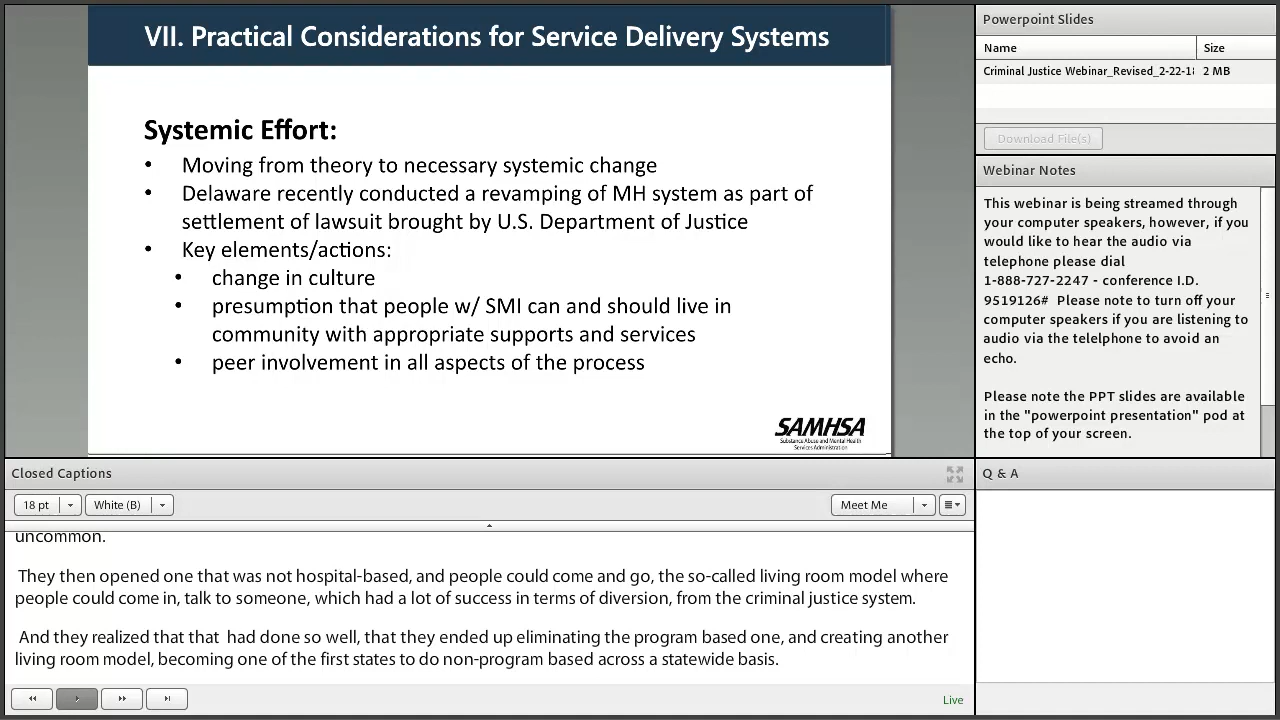 VII. Practical Considerations for Service Delivery Systems
Systemic Effort:
• Moving from theory to necessary systemic change
• Delaware recently conducted a revamping of MH system as part of
settlement of lawsuit brought by U.S. Department of Justice
• Key elements/actions:
• change in culture
• presumption that people w/ SMI can and should live in
community with appropriate supports and services
• peer involvement in all aspects of the process
SAMHSA
Substance Abuse and Mental Health
Services Administration
Powerpoint Slides
Name Size
Criminal Justice Webinar_Revised_2-22-1 2 MB
Download File(s)
Webinar Notes
This webinar is being streamed through
your computer speakers, however, if you
would like to hear the audio via
telephone please dial
1-888-727-2247 - conference I.D.
9519126# Please note to turn off your
computer speakers if you are listening to
audio via the telelphone to avoid an
echo.
Please note the PPT slides are available
in the "powerpoint presentation" pod at
the top of your screen.
Closed Captions
18 pt White (B) Meet Me
uncommon.
They then opened one that was not hospital-based, and people could come and go, the so-called living room model where
people could come in, talk to someone, which had a lot of success in terms of diversion, from the criminal justice system.
And they realized that that had done so well, that they ended up eliminating the program based one, and creating another
living room model, becoming one of the first states to do non-program based across a statewide basis.
Live
Q & A